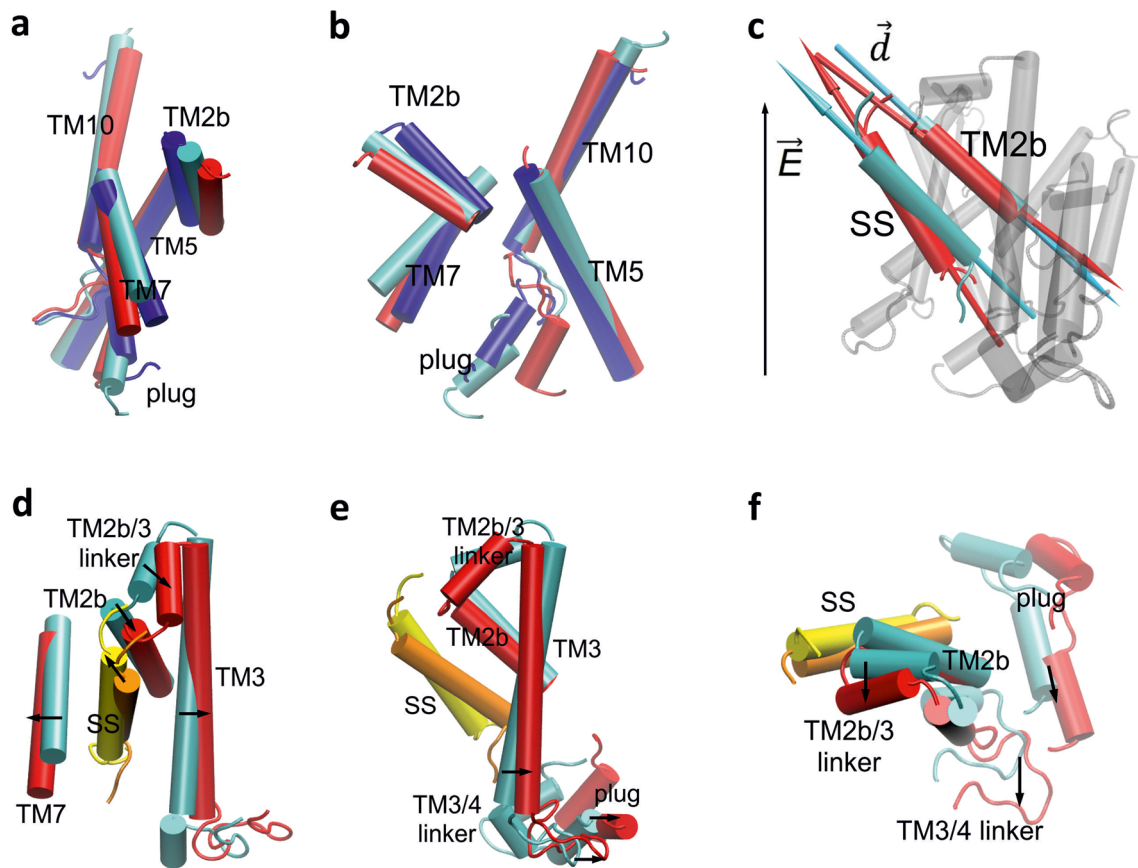 a
TM10
TM2b
TM5
TM7
plug
b
TM2b
TM10
TM7
TM5
plug
c
d
E
TM2b
SS
d
TM2b/3
linker
TM2b
TM3
SS
TM7
e
TM2b/3
linker
TM2b
TM3
SS
TM3/4
linker
plug
f
SS
plug
TM2b
TM2b/3
linker
TM3/4 linker